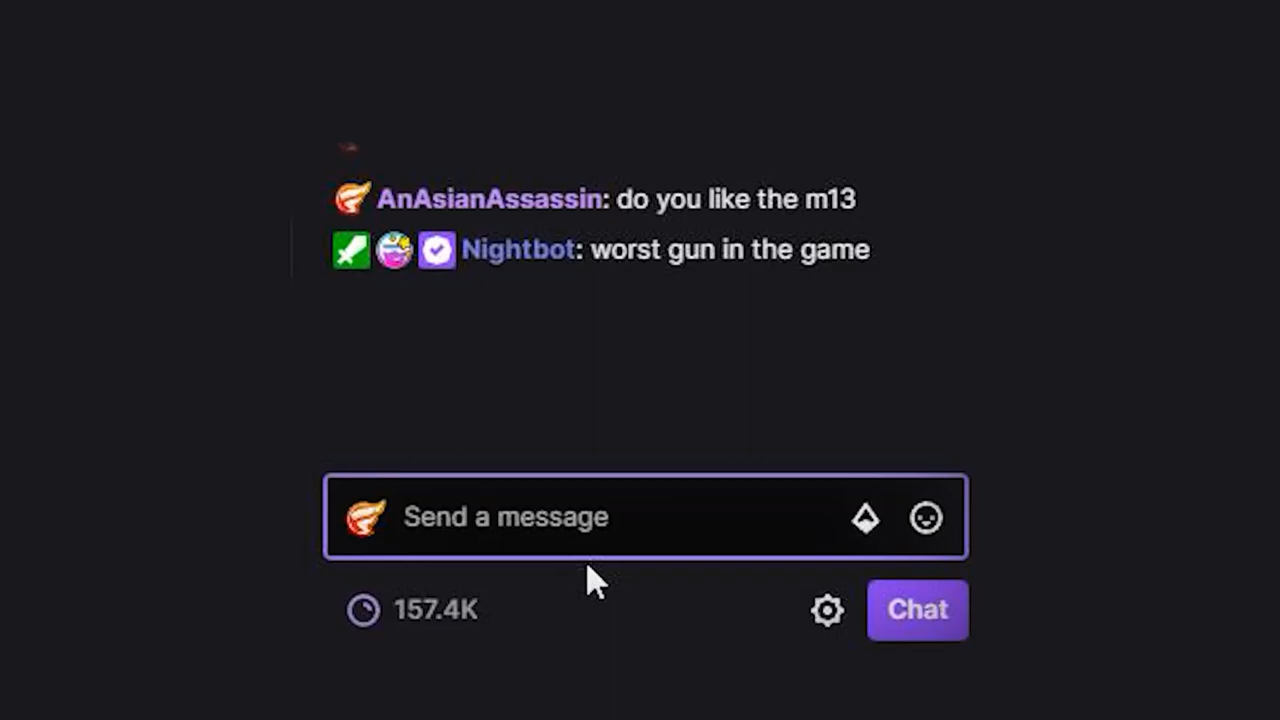 AnAsianAssassin: do you like the m13
Nightbot: worst gun in the game
Send a message
157.4K
Chat